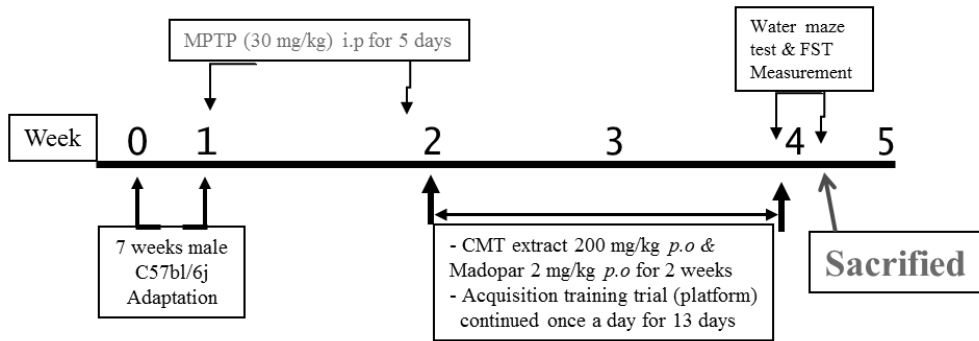 MPTP (30 mg/kg) i.p for 5 days
Water maze
test & FST
Measurement
Week 0 1 2 3 4 5
7 weeks male
C57bl/6j
Adaptation
- CMT extract 200 mg/kg p.o &
Madopar 2 mg/kg p.o for 2 weeks
- Acquisition training trial (platform)
continued once a day for 13 days
Sacrified